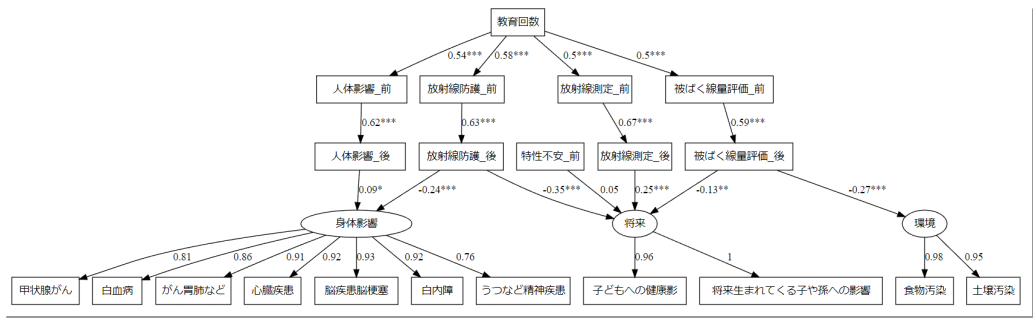 教育回数
0.54***
0.58***
0.5***
0.5***
人体影響_前
放射線防護_前
放射線測定_前
被ばく線量評価_前
0.62***
0.63***
0.67***
0.59***
人体影響_後
放射線防護_後
特性不安_前
放射線測定_後
被ばく線量評価_後
0.09*
-0.24***
-0.35***
0.05
0.25***
-0.13**
-0.27***
身体影響
将来
環境
0.81
0.86
0.91
0.92
0.93
0.92
0.76
0.96
1
0.98
0.95
甲状腺がん
白血病
がん胃肺など
心臓疾患
脳疾患脳梗塞
白内障
うつなど精神疾患
子どもへの健康影
将来生まれてくる子や孫への影響
食物汚染
土壌汚染